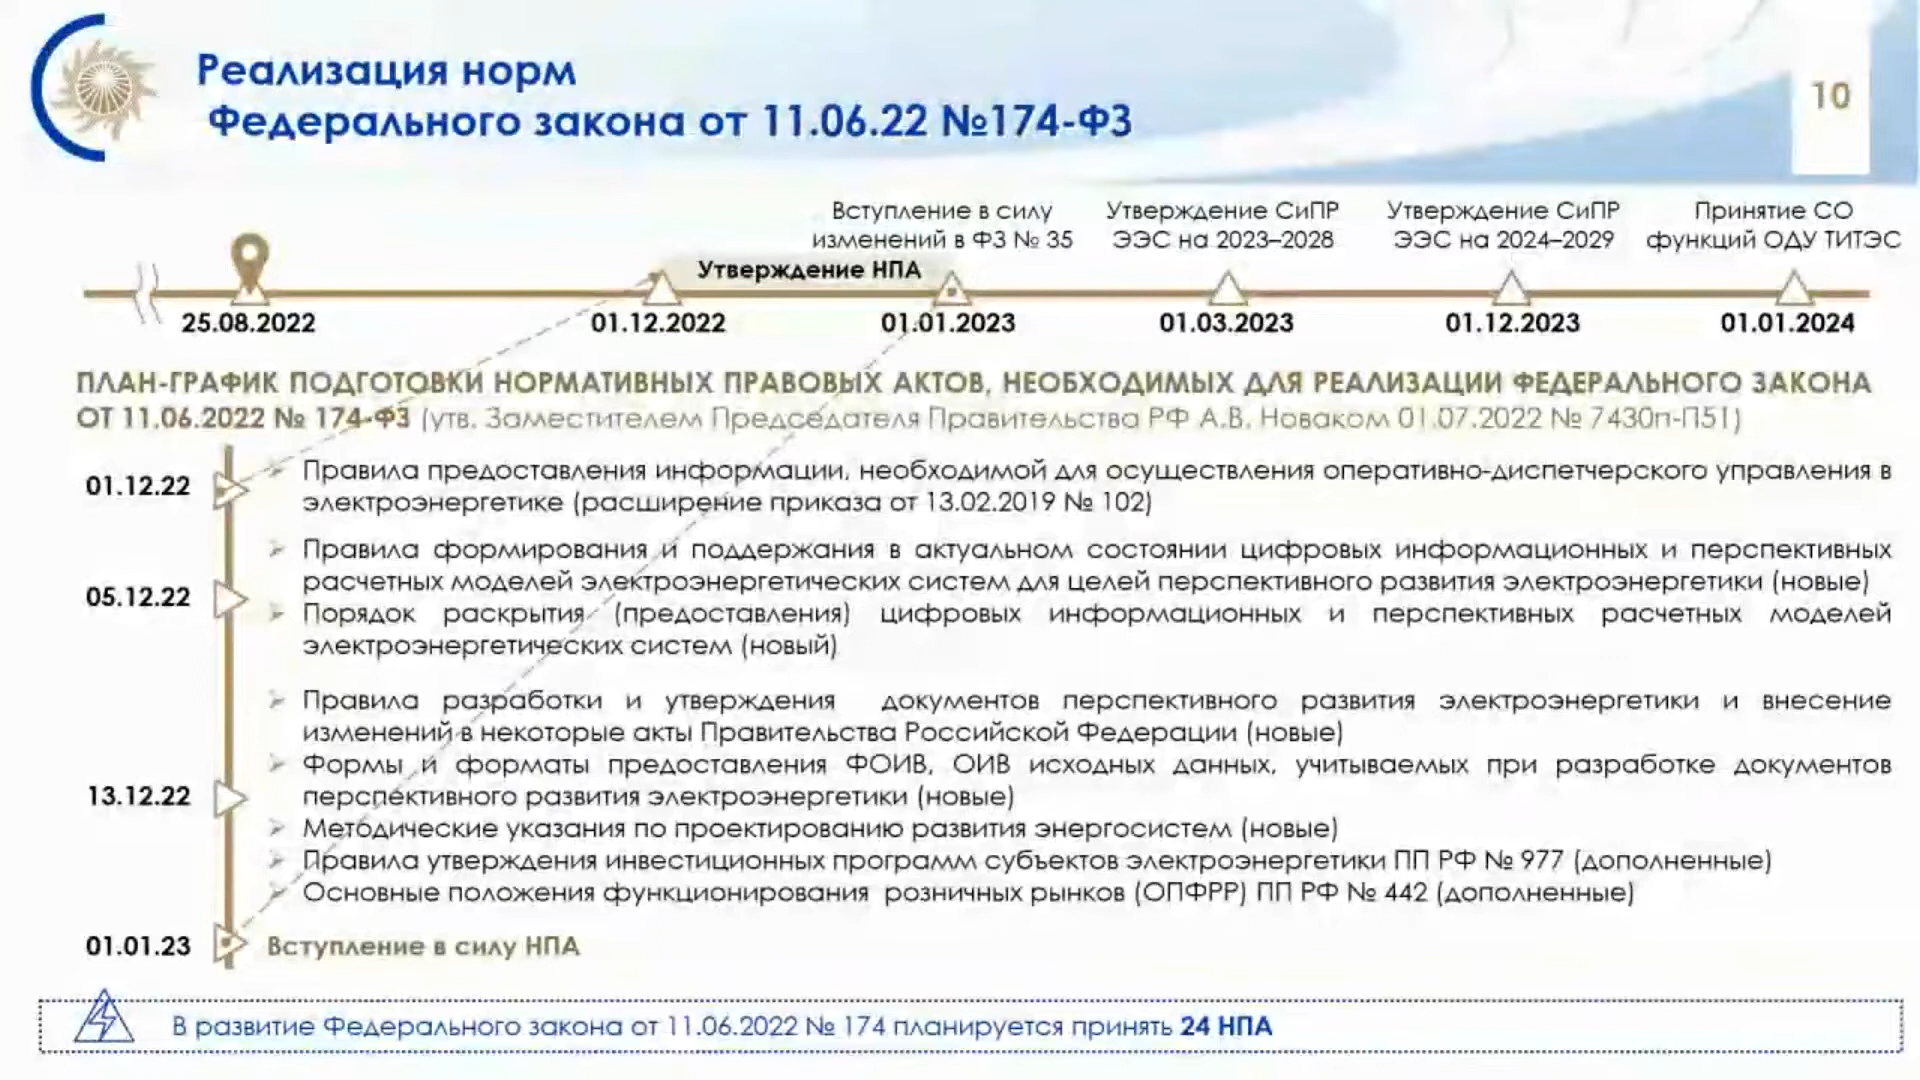 Реализация норм
Федерального закона от 11.06.22 №174-ФЗ
10
Вступление в силу
изменений в ФЗ № 35
Утверждение СиПР
ЭЭС на 2023–2028
Утверждение СиПР
ЭЭС на 2024–2029
Принятие СО
функций ОДУ ТИТЭС
Утверждение НПА
25.08.2022
01.12.2022
01.01.2023
01.03.2023
01.12.2023
01.01.2024
ПЛАН-ГРАФИК ПОДГОТОВКИ НОРМАТИВНЫХ ПРАВОВЫХ АКТОВ, НЕОБХОДИМЫХ ДЛЯ РЕАЛИЗАЦИИ ФЕДЕРАЛЬНОГО ЗАКОНА
ОТ 11.06.2022 № 174-ФЗ (утв. Заместителем Председателя Правительства РФ А.В. Новаком 01.07.2022 № 7430п-П51)
01.12.22
Правила предоставления информации, необходимой для осуществления оперативно-диспетчерского управления в
электроэнергетике (расширение приказа от 13.02.2019 № 102)
05.12.22
Правила формирования и поддержания в актуальном состоянии цифровых информационных и перспективных
расчетных моделей электроэнергетических систем для целей перспективного развития электроэнергетики (новые)
Порядок раскрытия (предоставления) цифровых информационных и перспективных расчетных моделей
электроэнергетических систем (новый)
13.12.22
Правила разработки и утверждения документов перспективного развития электроэнергетики и внесение
изменений в некоторые акты Правительства Российской Федерации (новые)
Формы и форматы предоставления ФОИВ, ОИВ исходных данных, учитываемых при разработке документов
перспективного развития электроэнергетики (новые)
Методические указания по проектированию развития энергосистем (новые)
Правила утверждения инвестиционных программ субъектов электроэнергетики ПП РФ № 977 (дополненные)
Основные положения функционирования розничных рынков (ОПФРР) ПП РФ № 442 (дополненные)
01.01.23
Вступление в силу НПА
В развитие Федерального закона от 11.06.2022 № 174 планируется принять 24 НПА